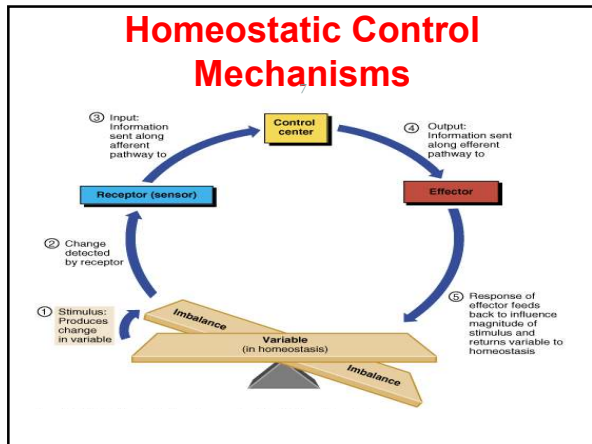 Homeostatic Control
Mechanisms
7
③ Input:
Information
sent along
afferent
pathway to
Control
center
④ Output:
Information sent
along efferent
pathway to
Receptor (sensor)
Effector
② Change
detected
by receptor
① Stimulus:
Produces
change
in variable
Imbalance
Variable
(in homeostasis)
Imbalance
⑤ Response of
effector feeds
back to influence
magnitude of
stimulus and
returns variable to
homeostasis